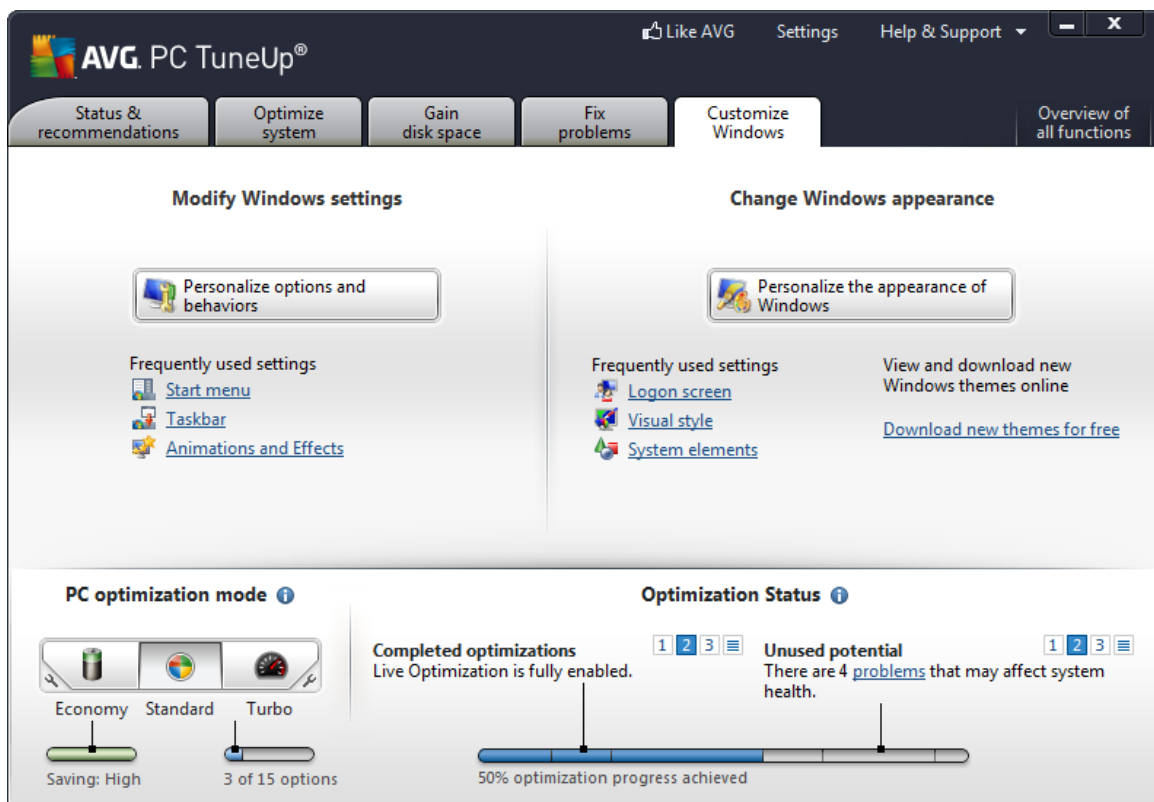 Like AVG Settings Help & Support
AVG. PC TuneUp®
Status &
recommendations
Optimize
system
Gain
disk space
Fix
problems
Customize
Windows
Overview of
all functions
Modify Windows settings
Personalize options and
behaviors
Frequently used settings
Start menu
Taskbar
Animations and Effects
Change Windows appearance
Personalize the appearance of
Windows
Frequently used settings
Logon screen
Visual style
System elements
View and download new
Windows themes online
Download new themes for free
PC optimization mode
Economy Standard Turbo
Saving: High
3 of 15 options
Optimization Status
Completed optimizations
1 2 3
Live Optimization is fully enabled.
Unused potential
1 2 3
There are 4 problems that may affect system
health.
50% optimization progress achieved